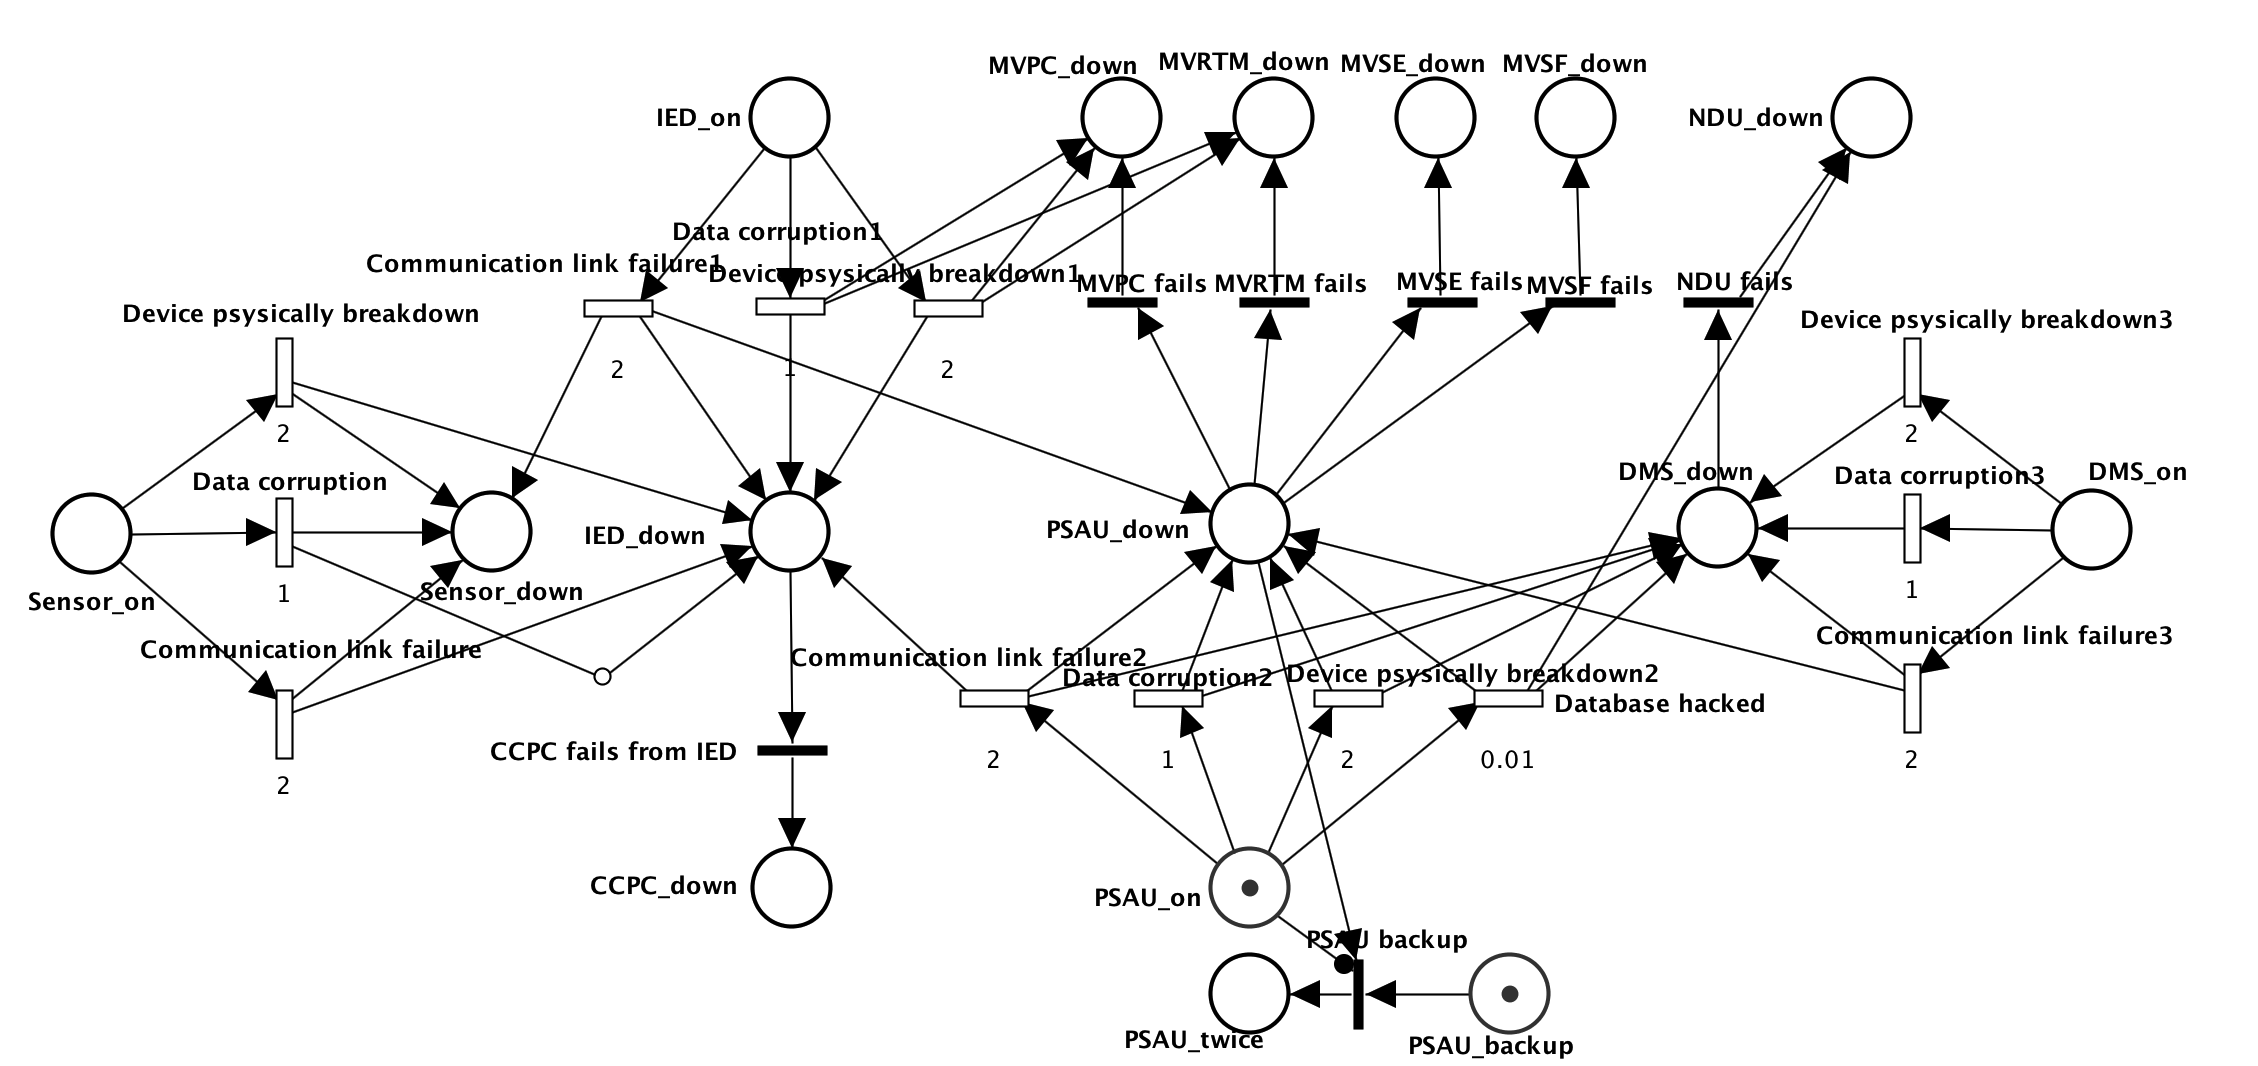 MVPC_down
MVRTM_down
MVSE_down
MVSF_down
IED_on
NDU_down
Data corruption1
Communication link failure1
Device psysically breakdown1
MVPC fails
MVRTM fails
MVSE fails
MVSF fails
NDU fails
Device psysically breakdown
Device psysically breakdown3
2
1
2
2
2
DMS_down
Data corruption3
DMS_on
Data corruption
PSAU_down
IED_down
1
Sensor_down
1
Sensor_on
Communication link failure3
Communication link failure
Communication link failure2
Data corruption2
Device psysically breakdown2
Database hacked
CCPC fails from IED
2
1
2
0.01
2
2
CCPC_down
PSAU_on
PSAU backup
PSAU_twice
PSAU_backup